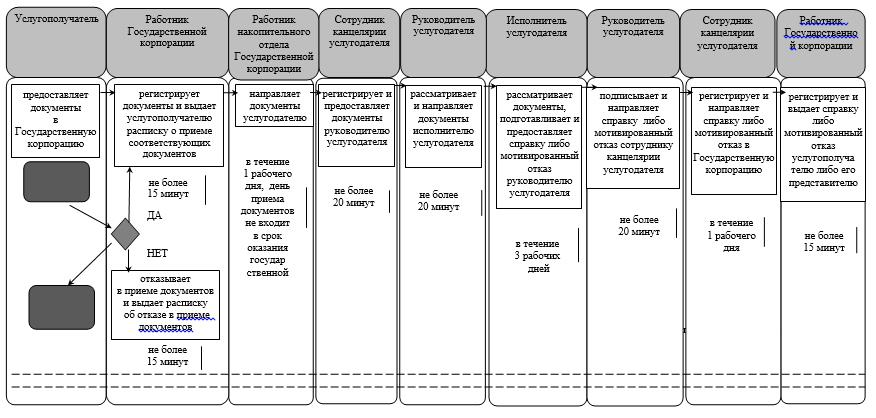 Услугополучатель
Работник
Государственной
корпорации
Работник
накопительного
отдела
Государственной
корпорации
Сотрудник
канцелярии
услугодателя
Руководитель
услугодателя
Исполнитель
услугодателя
Руководитель
услугодателя
Сотрудник
канцелярии
услугодателя
Работник
Государственно
й корпорации
предоставляет
документы
в
Государственную
корпорацию
регистрирует
документы и выдает
услугополучателю
расписку о приеме
соответствующих
документов
не более
15 минут
ДА
НЕТ
отказывает
в приеме документов
и выдает расписку
об отказе в приеме
документов
не более
15 минут
направляет
документы
услугодателю
в течение
1 рабочего
дня, день
приема
документов
не входит
в срок
оказания
государ
ственной
регистрирует и
предоставляет
документы
руководителю
услугодателя
не более
20 минут
рассматривает
и направляет
документы
исполнителю
услугодателя
не более
20 минут
рассматривает
документы,
подготавливает и
предоставляет
справку либо
мотивированный
отказ
руководителю
услугодателя
в течение
3 рабочих
дней
подписывает и
направляет
справку либо
мотивированный
отказ сотруднику
канцелярии
услугодателя
не более
20 минут
регистрирует и
направляет
справку либо
мотивированный
отказ в
Государственную
корпорацию
в течение
1 рабочего
дня
регистрирует и
выдает справку
либо
мотивированный
отказ
услугополуча
телю либо его
представителю
не более
15 минут